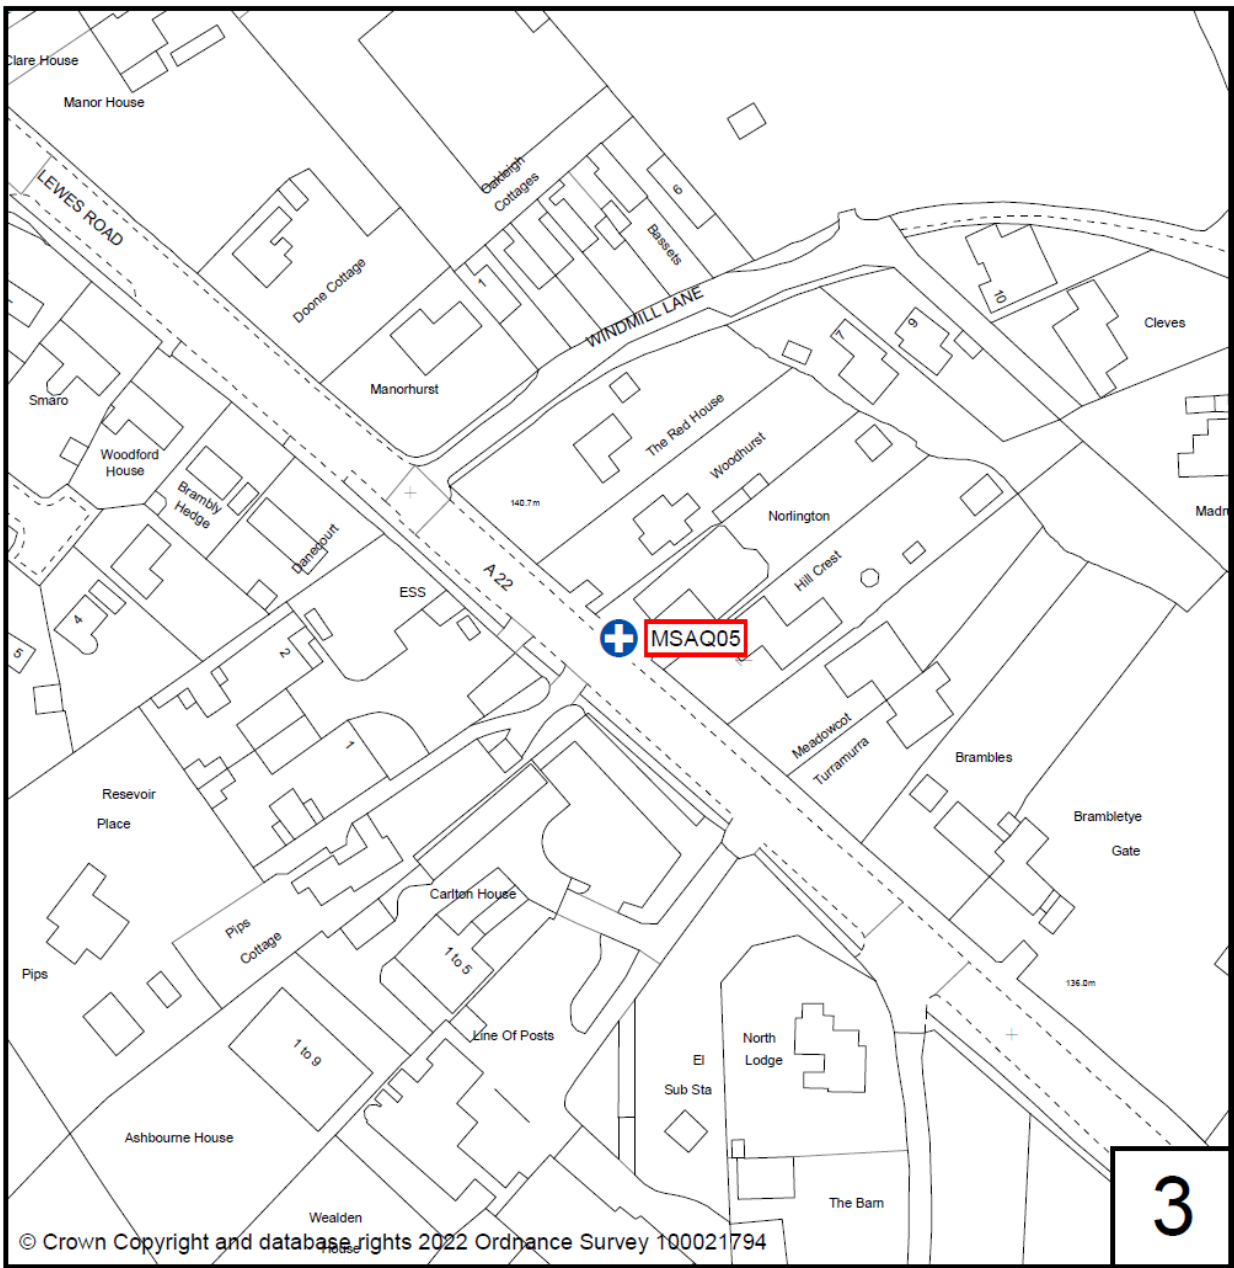 Clare House
Manor House
LEWES ROAD
Oakleigh
Cottages
6
Bassets
Doone Cottage
1
WINDMILL LANE
10
Cleves
7
9
Manorhurst
Smaro
The Red House
Woodford
House
Woodhurst
Brambly
Hedge
140.7m
Norlington
Madru
Danecourt
A 22
Hill Crest
ESS
4
MSAQ05
5
2
1
Meadowcot
Turramurra
Brambles
Resevoir
Place
Brambletye
Gate
Carlton House
Pips
Cottage
1 to 5
Pips
136.0m
Line Of Posts
North
Lodge
1 to 9
El
Sub Sta
Ashbourne House
The Barn
3
Wealden
House
© Crown Copyright and database rights 2022 Ordnance Survey 100021794